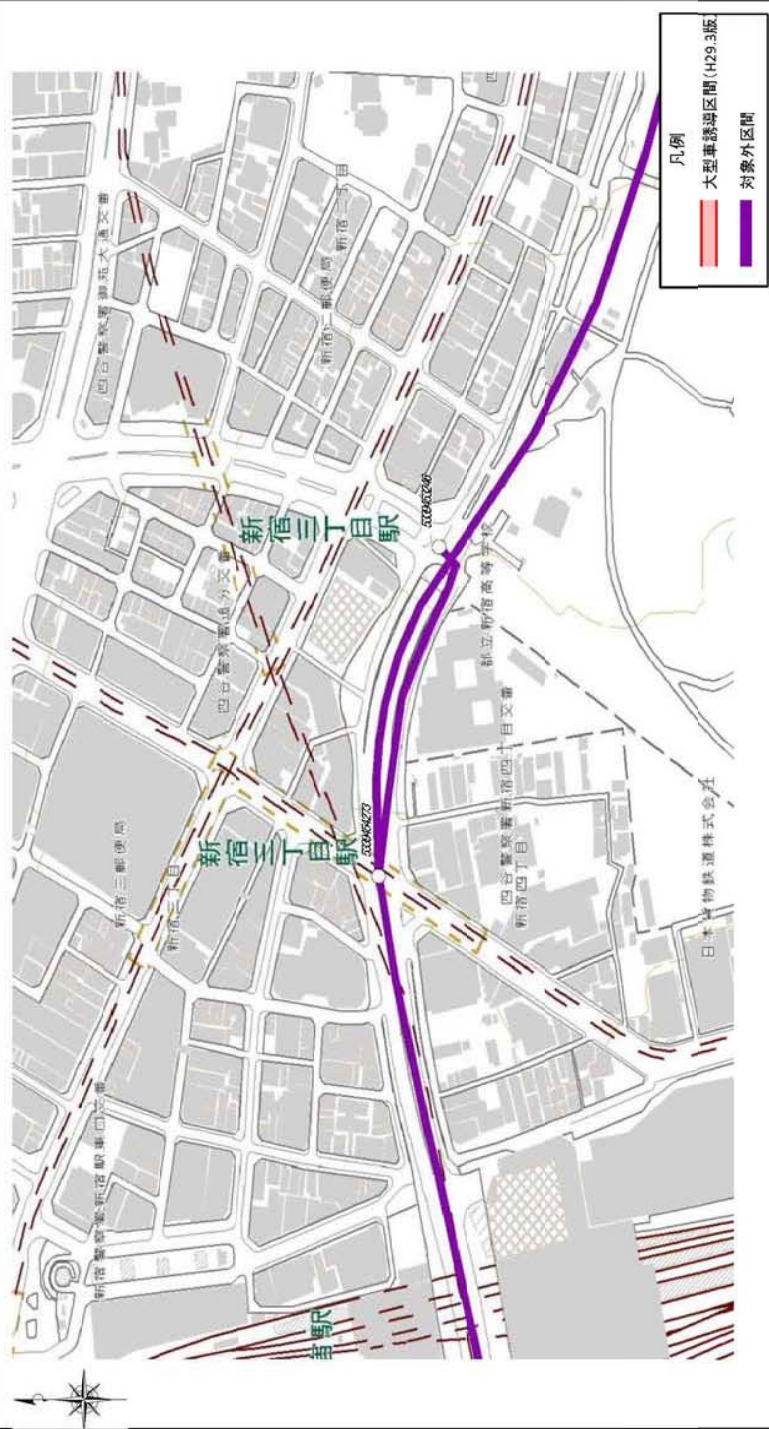 四谷警察署御苑大通交番
新宿二郵便局
新宿二丁目
新宿三丁目駅
四谷警察署追分交番
都立新宿高等学校
新宿三丁目駅
新宿三郵便局
新宿三丁目
5339454273
四谷警察署新宿四丁目交番
新宿四丁目
日本貨物鉄道株式会社
新宿警察署新宿駅東口交番
宿駅
凡例
大型車誘導区間(H29.3版)
対象外区間